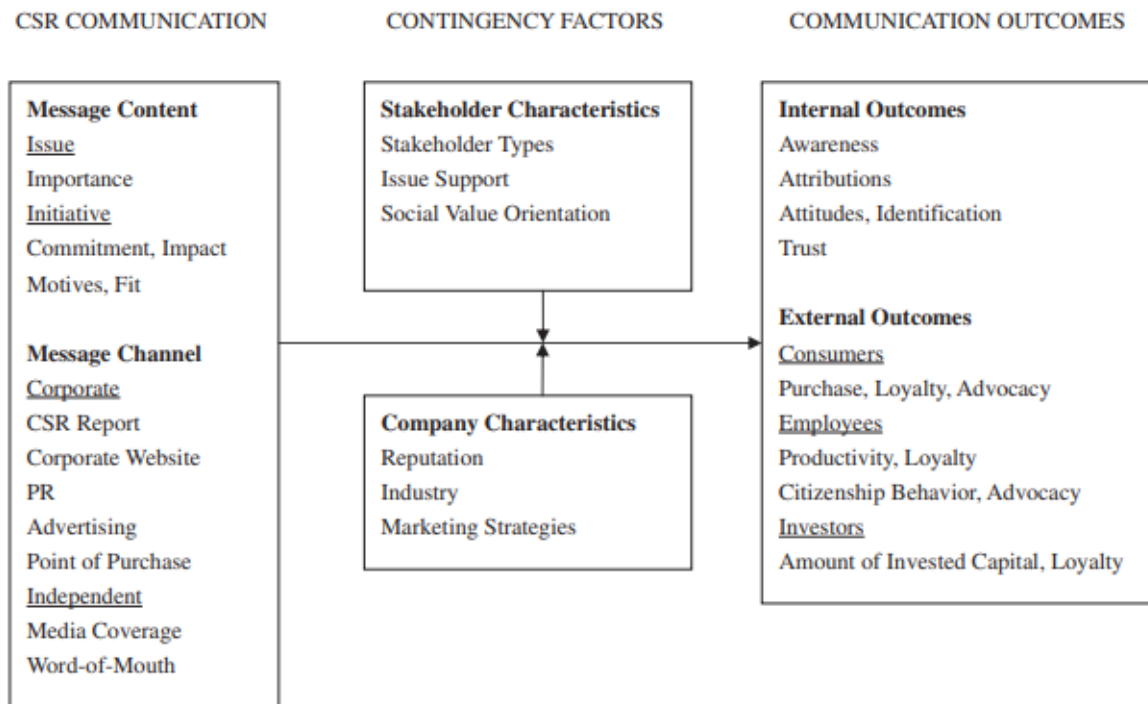 CSR COMMUNICATION
Message Content
Issue
Importance
Initiative
Commitment, Impact
Motives, Fit
Message Channel
Corporate
CSR Report
Corporate Website
PR
Advertising
Point of Purchase
Independent
Media Coverage
Word-of-Mouth
CONTINGENCY FACTORS
Stakeholder Characteristics
Stakeholder Types
Issue Support
Social Value Orientation
Company Characteristics
Reputation
Industry
Marketing Strategies
COMMUNICATION OUTCOMES
Internal Outcomes
Awareness
Attributions
Attitudes, Identification
Trust
External Outcomes
Consumers
Purchase, Loyalty, Advocacy
Employees
Productivity, Loyalty
Citizenship Behavior, Advocacy
Investors
Amount of Invested Capital, Loyalty